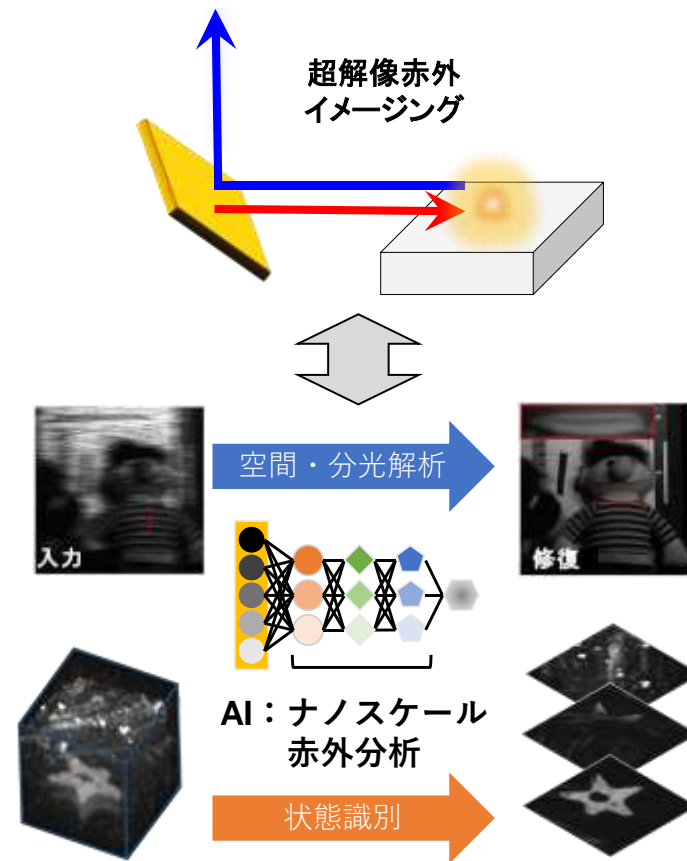 超解像赤外
イメージング
空間・分光解析
入力
修復
AI：ナノスケール
赤外分析
状態識別